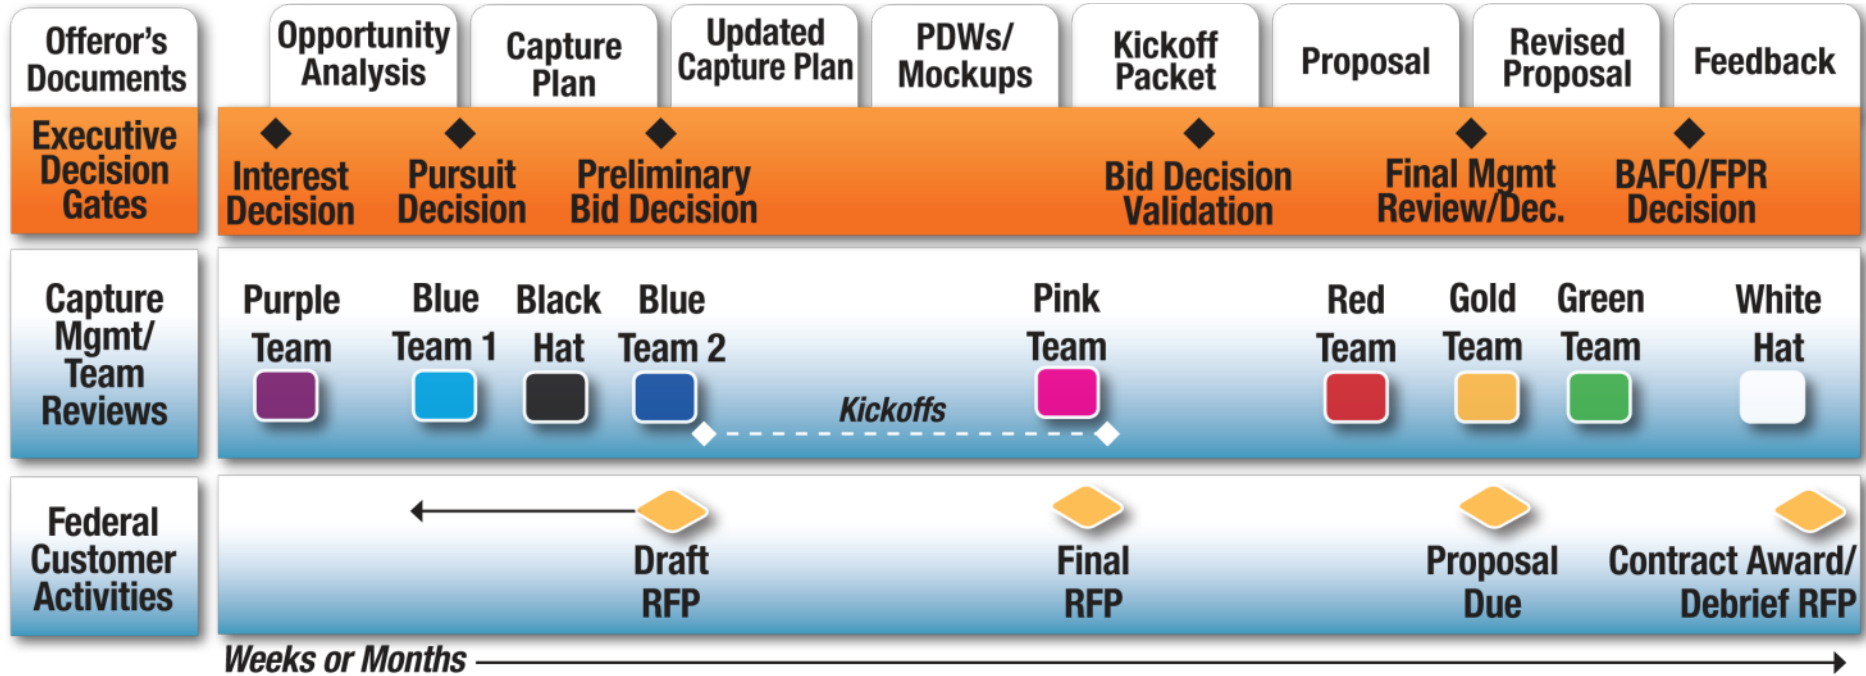 Offeror's
Documents
Opportunity
Analysis
Capture
Plan
Updated
Capture Plan
PDWs/
Mockups
Kickoff
Packet
Proposal
Revised
Proposal
Feedback
Executive
Decision
Gates
Interest
Decision
Pursuit
Decision
Preliminary
Bid Decision
Bid Decision
Validation
Final Mgmt
Review/Dec.
BAFO/FPR
Decision
Capture
Mgmt/
Team
Reviews
Purple
Team
Blue
Team 1
Black
Hat
Blue
Team 2
Kickoffs
Pink
Team
Red
Team
Gold
Team
Green
Team
White
Hat
Federal
Customer
Activities
Draft
RFP
Final
RFP
Proposal
Due
Contract Award/
Debrief RFP
Weeks or Months